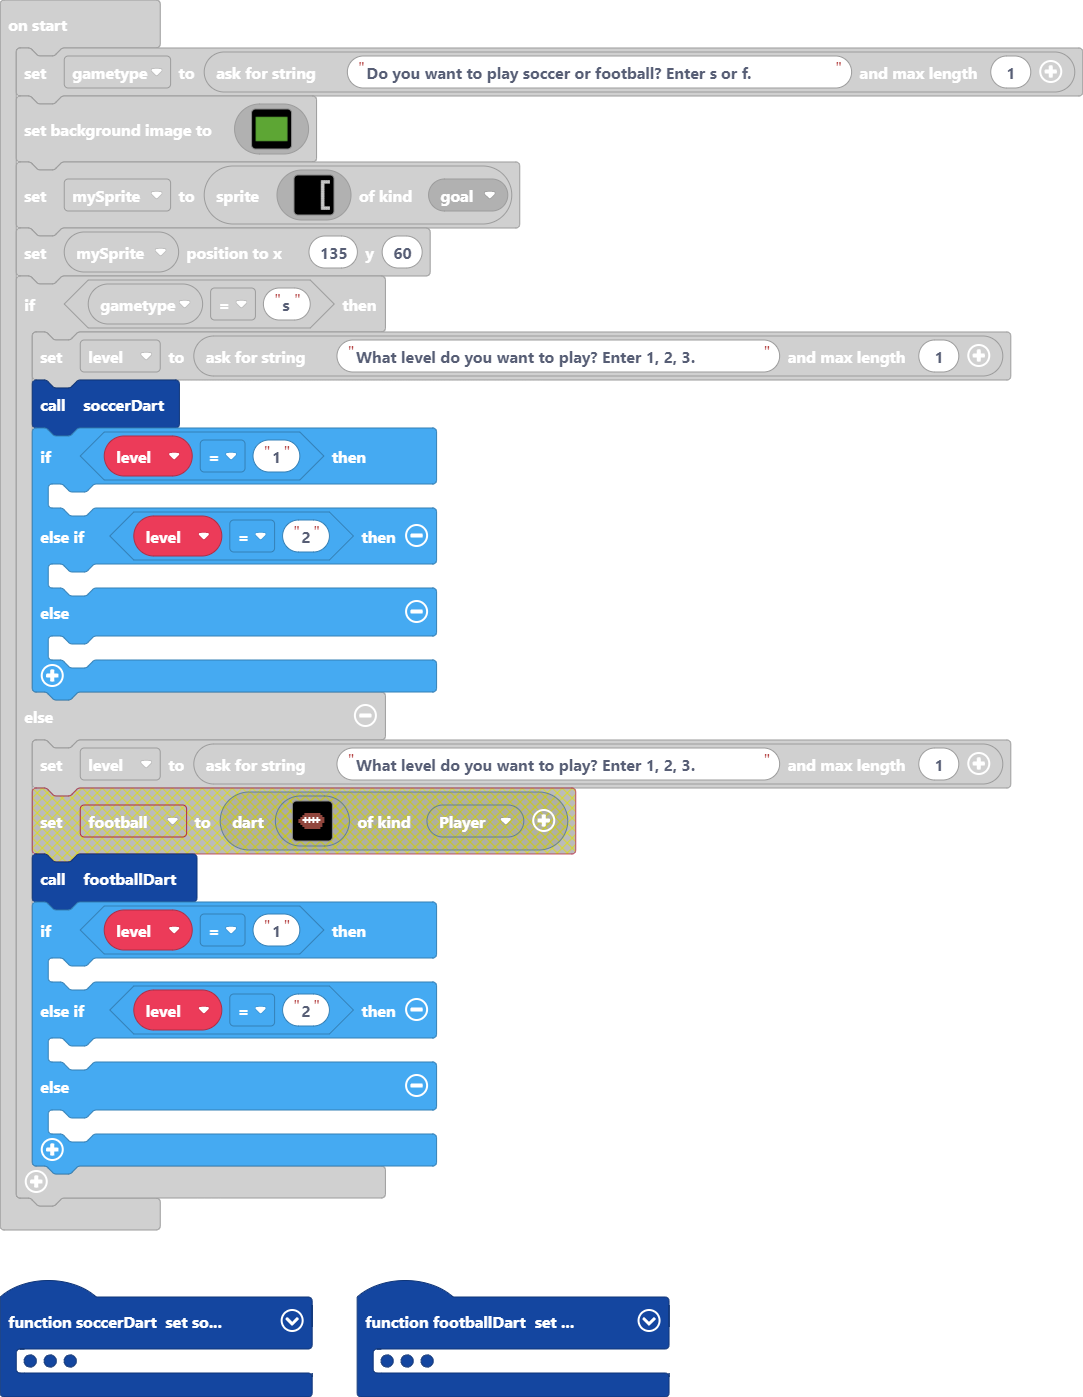 on start
set gametype to ask for string "Do you want to play soccer or football? Enter s or f. " and max length 1
set background image to
set mySprite to sprite of kind goal
set mySprite position to x 135 y 60
if gametype = "s" then
set level to ask for string "What level do you want to play? Enter 1, 2, 3. " and max length 1
call soccerDart
if level = "1" then
else if level = "2" then
else
else
set level to ask for string "What level do you want to play? Enter 1, 2, 3. " and max length 1
set football to dart of kind Player
call footballDart
if level = "1" then
else if level = "2" then
else
function soccerDart set so...
function footballDart set ...